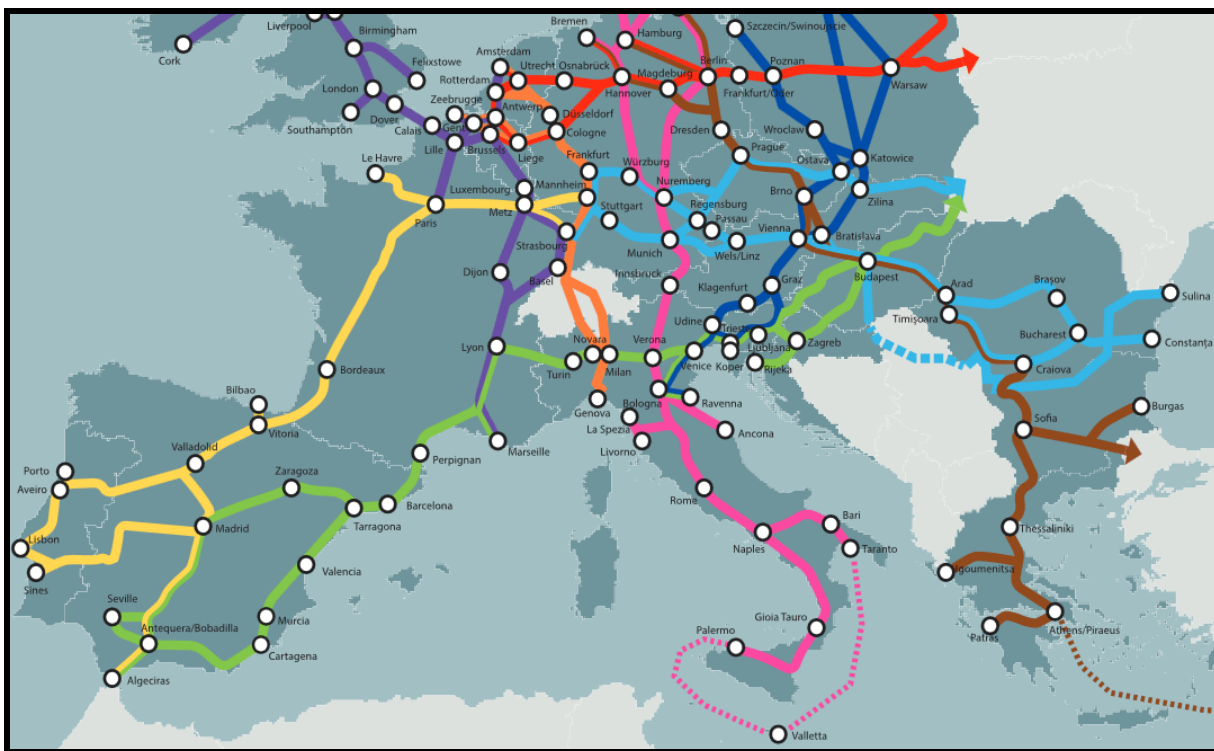 Liverpool
Birmingham
Cork
Felixstowe
London
Southampton
Dover
Calais
Zeebrugge
Gent
Lille
Brussels
Antwerp
Rotterdam
Amsterdam
Utrecht
Osnabrück
Bremen
Hamburg
Hannover
Magdeburg
Berlin
Frankfurt/Oder
Szczecin/Swinoujscie
Poznan
Warsaw
Düsseldorf
Cologne
Liege
Dresden
Wroclaw
Le Havre
Frankfurt
Würzburg
Prague
Ostava
Katowice
Luxembourg
Mannheim
Nuremberg
Brno
Zilina
Paris
Metz
Stuttgart
Regensburg
Passau
Strasbourg
Munich
Wels/Linz
Vienna
Bratislava
Dijon
Basel
Innsbruck
Klagenfurt
Graz
Budapest
Arad
Brașov
Sulina
Udine
Trieste
Timișoara
Bucharest
Constanța
Lyon
Novara
Turin
Milan
Verona
Venice
Koper
Ljubljana
Rijeka
Zagreb
Craiova
Bordeaux
Bilbao
Vitoria
Genova
Bologna
Ravenna
La Spezia
Livorno
Ancona
Sofia
Burgas
Valladolid
Porto
Aveiro
Zaragoza
Perpignan
Marseille
Barcelona
Tarragona
Madrid
Rome
Lisbon
Sines
Valencia
Naples
Bari
Taranto
Thessaliniki
Igoumenitsa
Seville
Murcia
Antequera/Bobadilla
Cartagena
Algeciras
Gioia Tauro
Palermo
Patras
Athens/Piraeus
Valletta